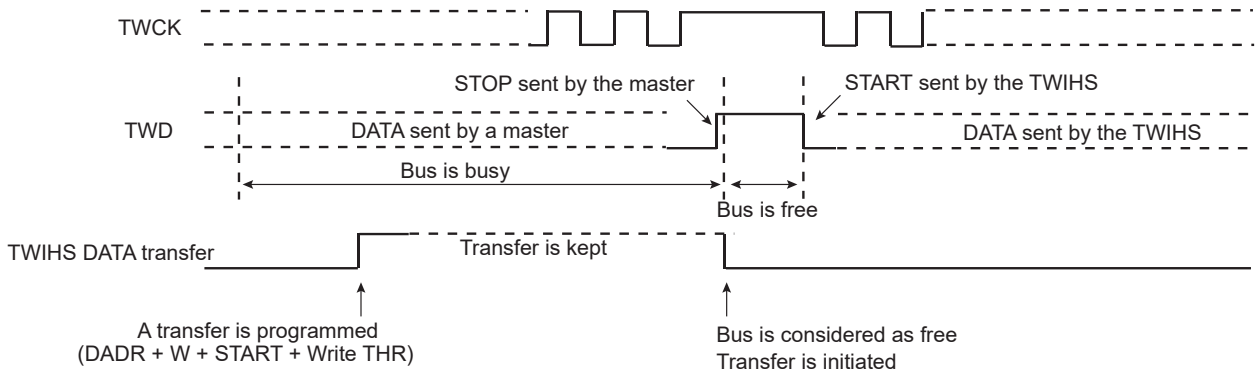 TWCK
STOP sent by the master
START sent by the TWIHS
TWD
DATA sent by a master
DATA sent by the TWIHS
Bus is busy
Bus is free
TWIHS DATA transfer
Transfer is kept
A transfer is programmed
(DADR + W + START + Write THR)
Bus is considered as free
Transfer is initiated